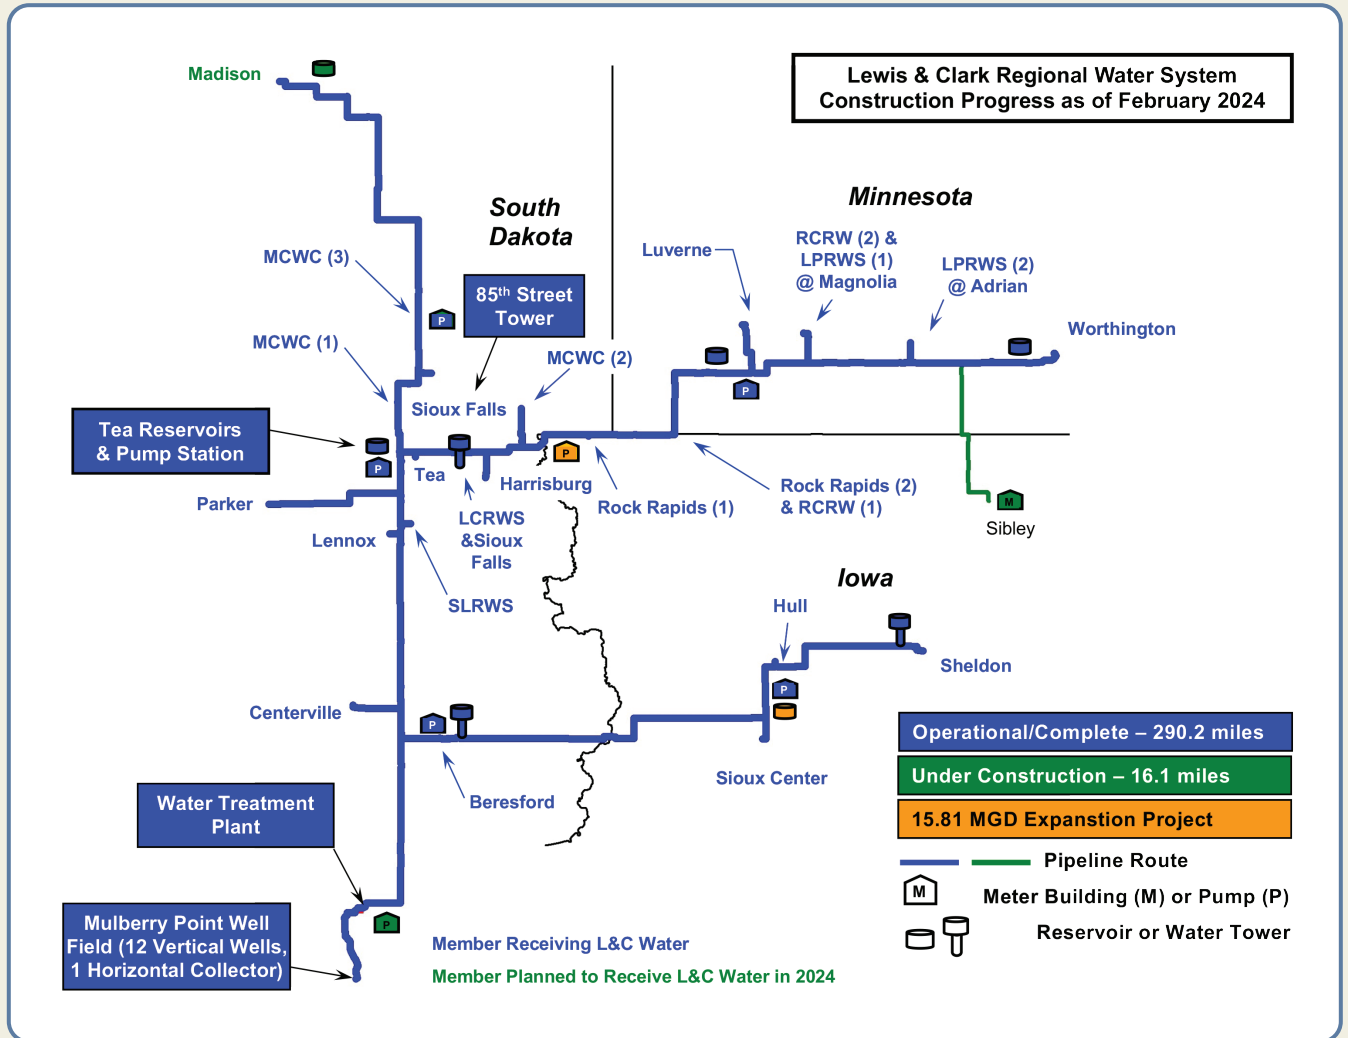 Lewis & Clark Regional Water System
Construction Progress as of February 2024
Madison
South
Dakota
Minnesota
MCWC (3)
85th Street
Tower
Luverne
RCRW (2) &
LPRWS (1)
@ Magnolia
LPRWS (2)
@ Adrian
Worthington
P
MCWC (1)
MCWC (2)
P
Sioux Falls
Tea Reservoirs
& Pump Station
P
P
Tea
Harrisburg
Parker
Rock Rapids (1)
Rock Rapids (2)
& RCRW (1)
M
Sibley
Lennox
LCRWS
&Sioux
Falls
SLRWS
Iowa
Hull
Sheldon
P
Centerville
P
Sioux Center
Beresford
Operational/Complete – 290.2 miles
Under Construction – 16.1 miles
15.81 MGD Expanstion Project
Pipeline Route
M
Meter Building (M) or Pump (P)
Reservoir or Water Tower
Water Treatment
Plant
P
Mulberry Point Well
Field (12 Vertical Wells,
1 Horizontal Collector)
Member Receiving L&C Water
Member Planned to Receive L&C Water in 2024